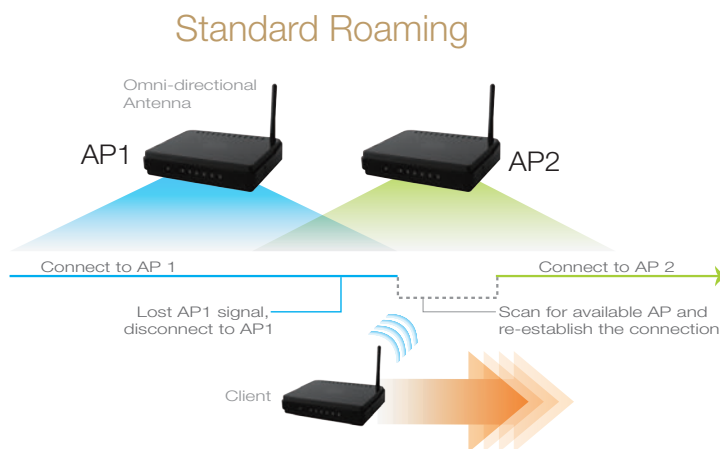 Standard Roaming
Omni-directional
Antenna
AP1
AP2
Connect to AP 1
Connect to AP 2
Lost AP1 signal,
disconnect to AP1
Scan for available AP and
re-establish the connection
Client